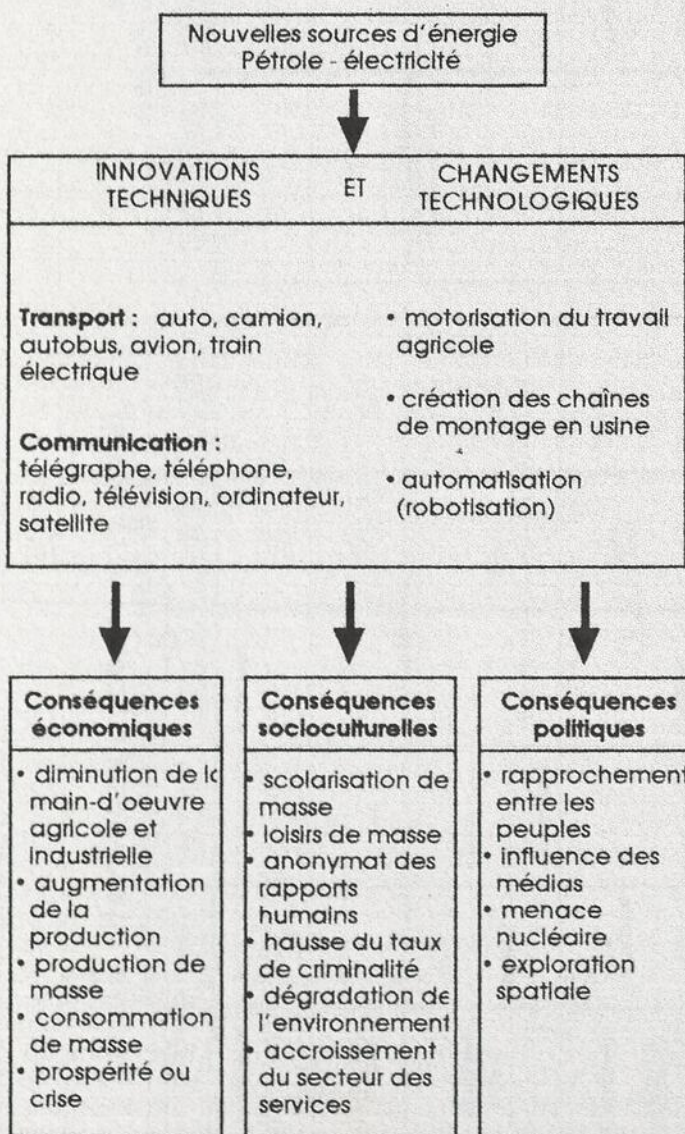 Nouvelles sources d'énergie
Pétrole - électricité
INNOVATIONS
TECHNIQUES
ET
CHANGEMENTS
TECHNOLOGIQUES
Transport : auto, camion,
autobus, avion, train
électrique
Communication :
télégraphe, téléphone,
radio, télévision, ordinateur,
satellite
• motorisation du travail
agricole
• création des chaînes
de montage en usine
• automatisation
(robotisation)
Conséquences
économiques
• diminution de la
main-d'oeuvre
agricole et
industrielle
• augmentation
de la
production
• production de
masse
• consommation
de masse
• prospérité ou
crise
Conséquences
socioculturelles
• scolarisation de
masse
• loisirs de masse
• anonymat des
rapports
humains
• hausse du taux
de criminalité
• dégradation de
l'environnement
• accroissement
du secteur des
services
Conséquences
politiques
• rapprochement
entre les
peuples
• influence des
médias
• menace
nucléaire
• exploration
spatiale